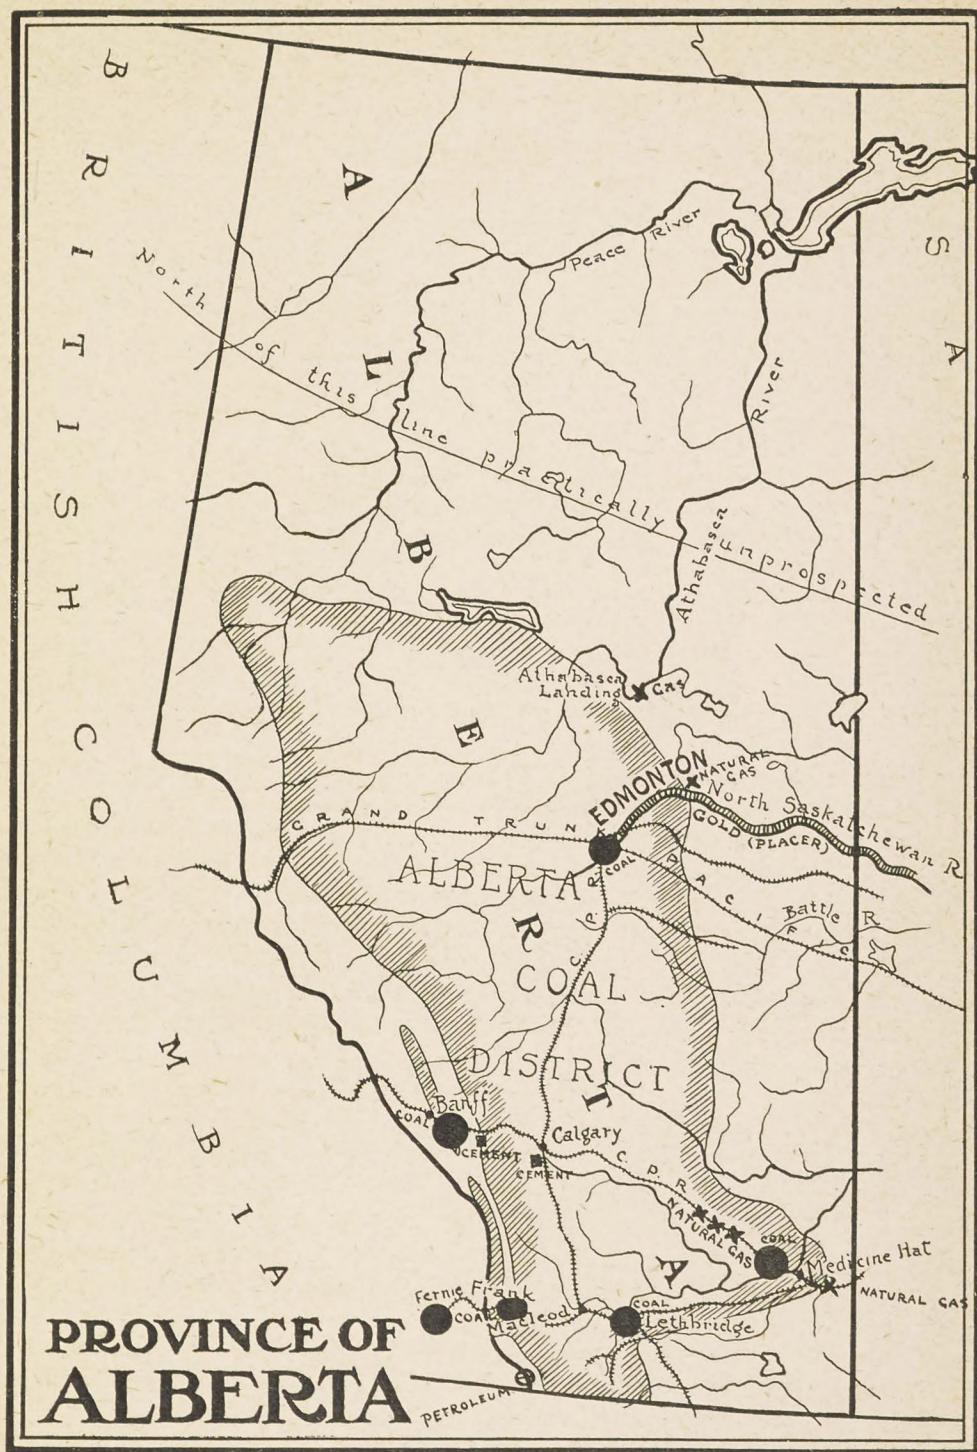 BRITISH COLUMBIA
ALBERTA
SA
Peace River
North of this line practically unprospected
River
Athabasca
Athabasca
Landing
Gas
EDMONTON
NATURAL
GAS
North Saskatchewan R
GOLD
(PLACER)
GRAND TRUN
PACIFIC
COAL
C.P.R
Battle R
ALBERTA
COAL
DISTRICT
Banff
COAL
CEMENT
Calgary
CEMENT
C P R
NATURAL GAS
COAL
Medicine Hat
NATURAL GAS
Fernie
Frank
COAL
Macleod
COAL
Lethbridge
PETROLEUM
PROVINCE OF
ALBERTA